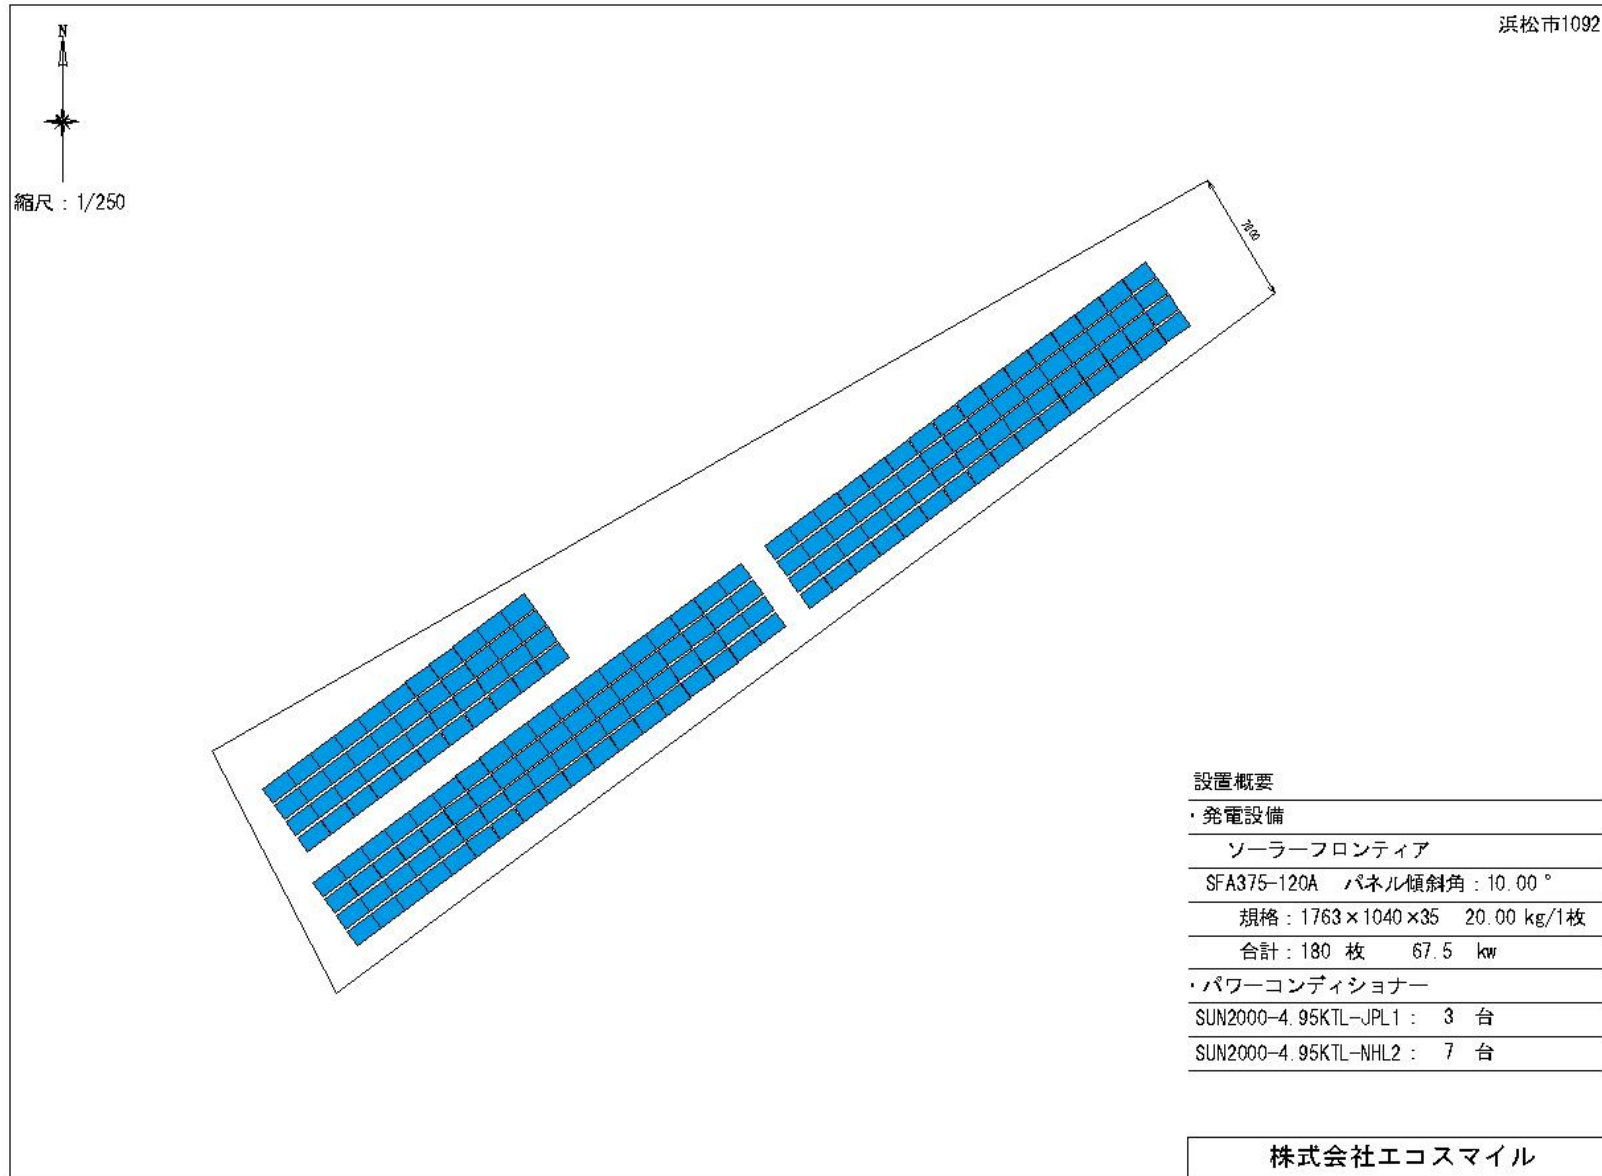 浜松市1092
N
縮尺：1/250
7000
設置概要
・発電設備
ソーラーフロンティア
SFA375-120A パネル傾斜角：10.00°
規格：1763×1040×35 20.00 kg/1枚
合計：180 枚 67.5 kw
・パワーコンディショナー
SUN2000-4.95KTL-JPL1： 3 台
SUN2000-4.95KTL-NHL2： 7 台
株式会社エコスマイル